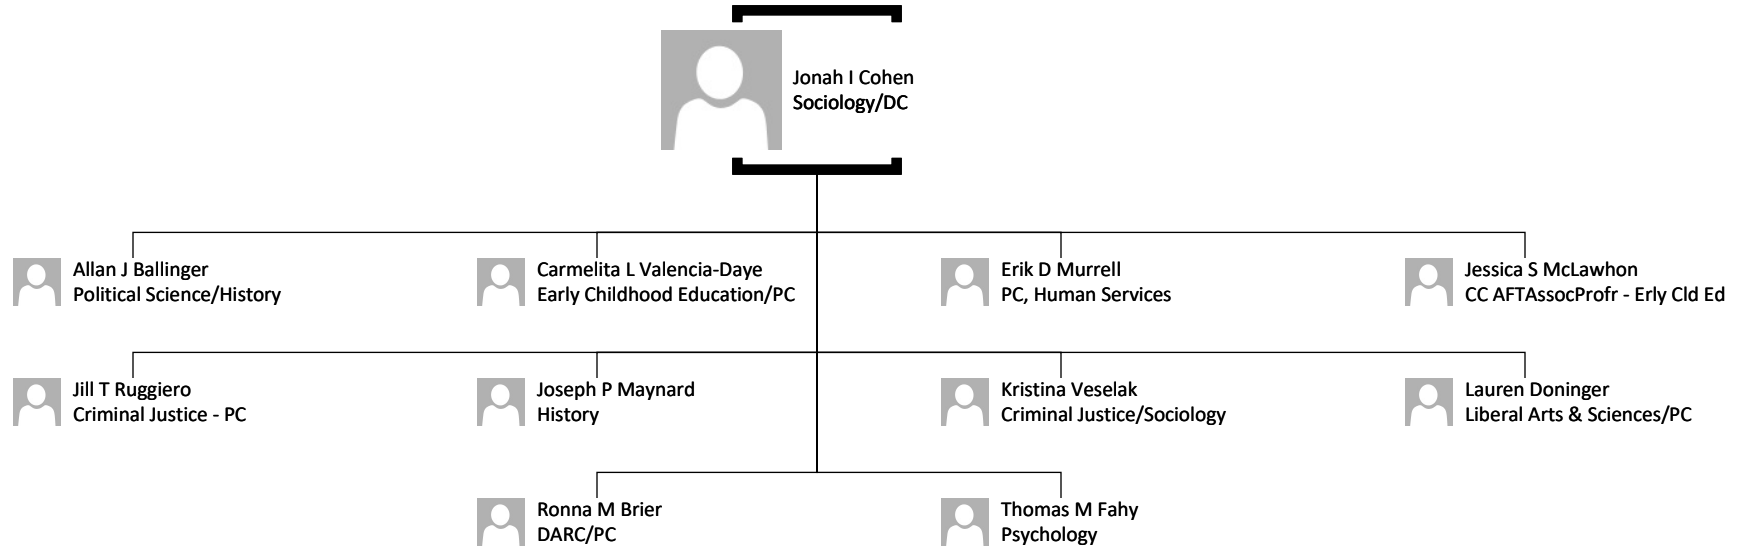 Jonah I Cohen
Sociology/DC
Allan J Ballinger
Political Science/History
Carmelita L Valencia-Daye
Early Childhood Education/PC
Erik D Murrell
PC, Human Services
Jessica S McLawhon
CC AFTAssocProfr - Erly Cld Ed
Jill T Ruggiero
Criminal Justice - PC
Joseph P Maynard
History
Kristina Veselak
Criminal Justice/Sociology
Lauren Doninger
Liberal Arts & Sciences/PC
Ronna M Brier
DARC/PC
Thomas M Fahy
Psychology